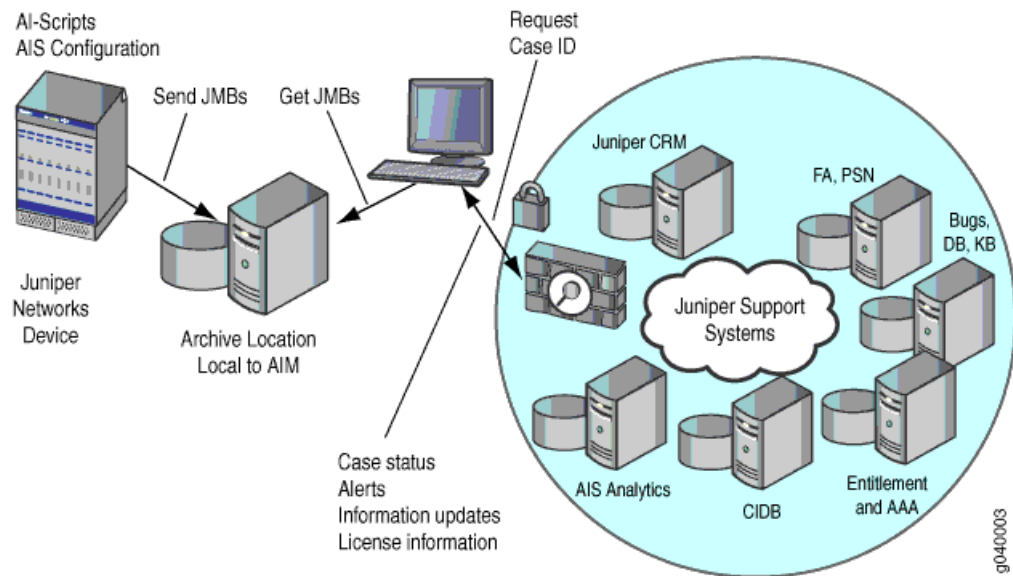 AI-Scripts
AIS Configuration
Send JMBs
Get JMBs
Request
Case ID
Juniper CRM
FA, PSN
Bugs,
DB, KB
Juniper
Networks
Device
Archive Location
Local to AIM
Juniper Support
Systems
Case status
Alerts
Information updates
License information
AIS Analytics
CIDB
Entitlement
and AAA
g040003